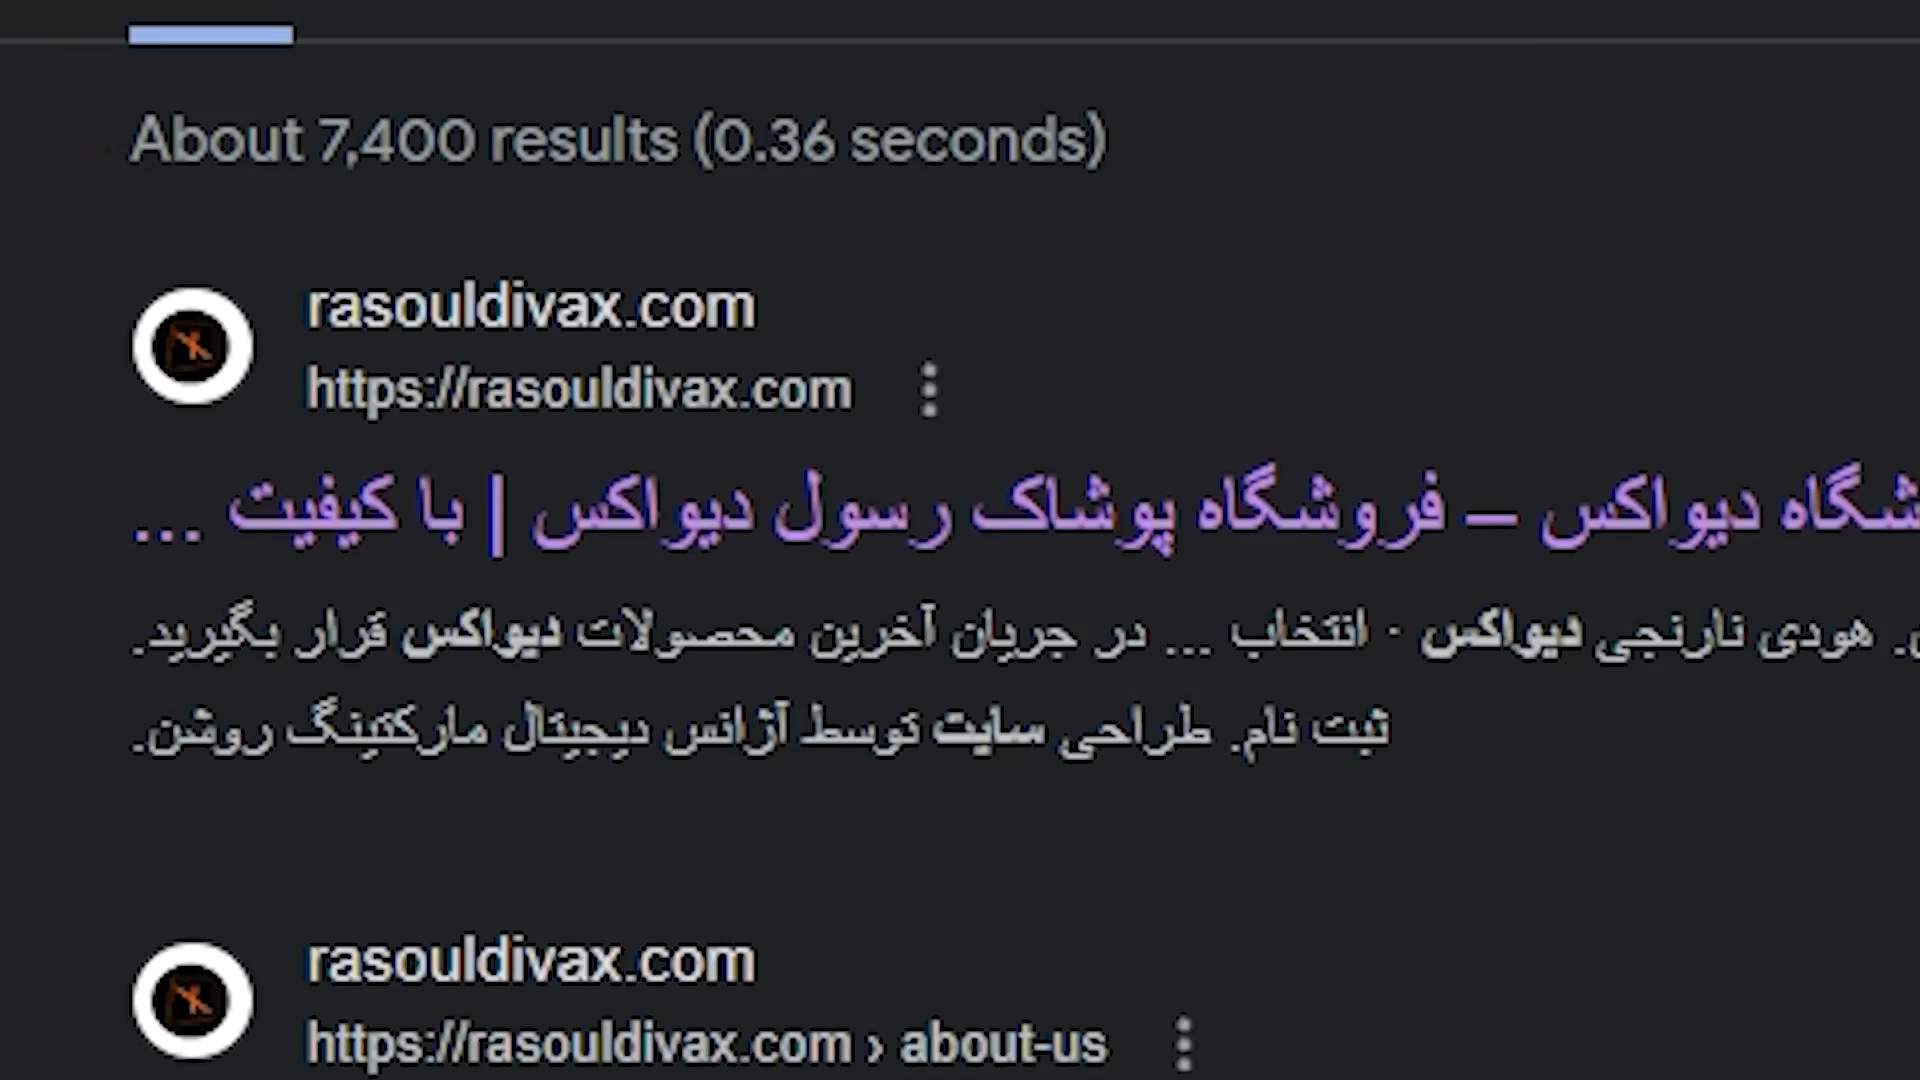 About 7,400 results (0.36 seconds)
rasouldivax.com
https://rasouldivax.com
دیواکس – فروشگاه پوشاک رسول دیواکس | با کیفیت ...
هودی نارنجی دیواکس · انتخاب ... در جریان آخرین محصولات دیواکس قرار بگیرید.
ثبت نام. طراحی سایت توسط آژانس دیجیتال مارکتینگ روشن.
rasouldivax.com
https://rasouldivax.com › about-us